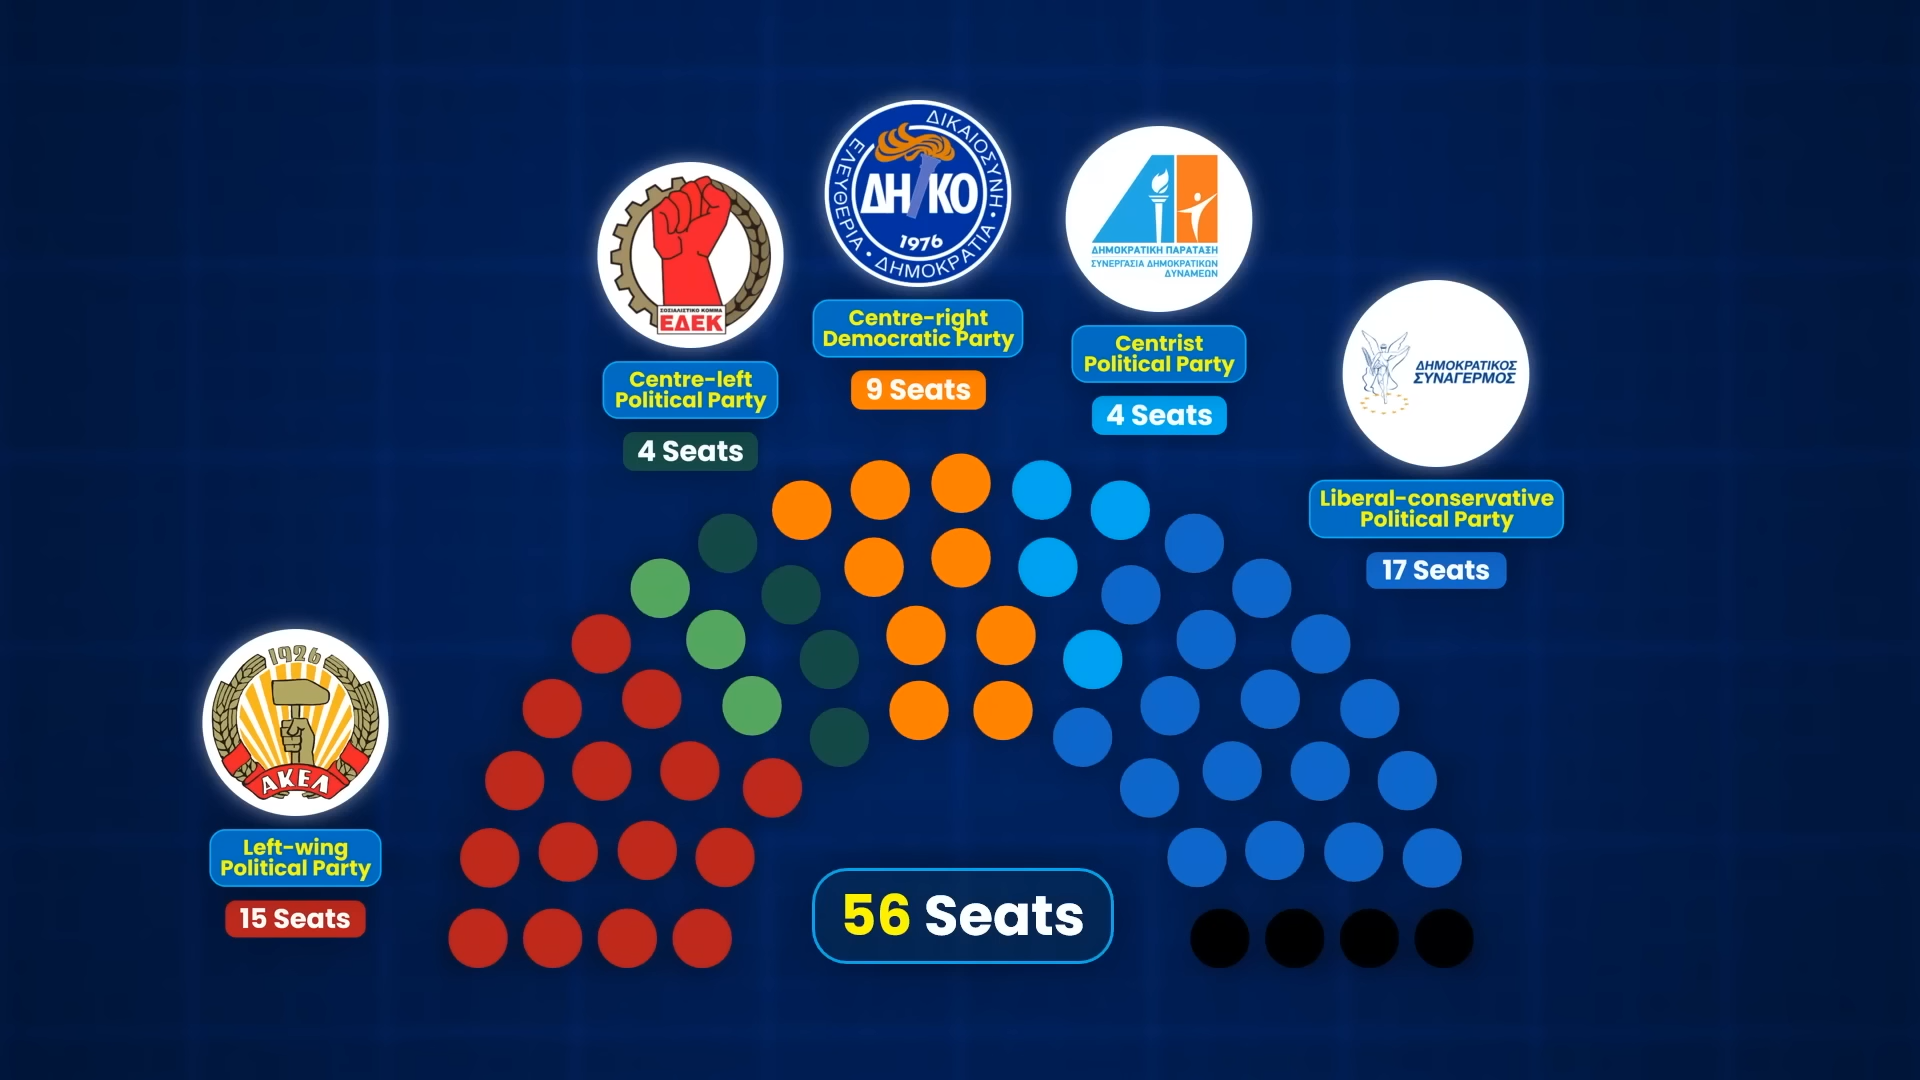 ΔΙΚΑΙΟΣΥΝΗ • ΔΗΜΟΚΡΑΤΙΑ • ΕΛΕΥΘΕΡΙΑ
ΔΗ/ΚΟ
1976
Centre-right
Democratic Party
9 Seats
ΔΗΜΟΚΡΑΤΙΚΗ ΠΑΡΑΤΑΞΗ
ΣΥΝΕΡΓΑΣΙΑ ΔΗΜΟΚΡΑΤΙΚΩΝ
ΔΥΝΑΜΕΩΝ
Centrist
Political Party
4 Seats
ΣΟΣΙΑΛΙΣΤΙΚΟ ΚΟΜΜΑ
ΕΔΕΚ
Centre-left
Political Party
4 Seats
ΔΗΜΟΚΡΑΤΙΚΟΣ
ΣΥΝΑΓΕΡΜΟΣ
Liberal-conservative
Political Party
17 Seats
1926
ΑΚΕΛ
Left-wing
Political Party
15 Seats
56 Seats